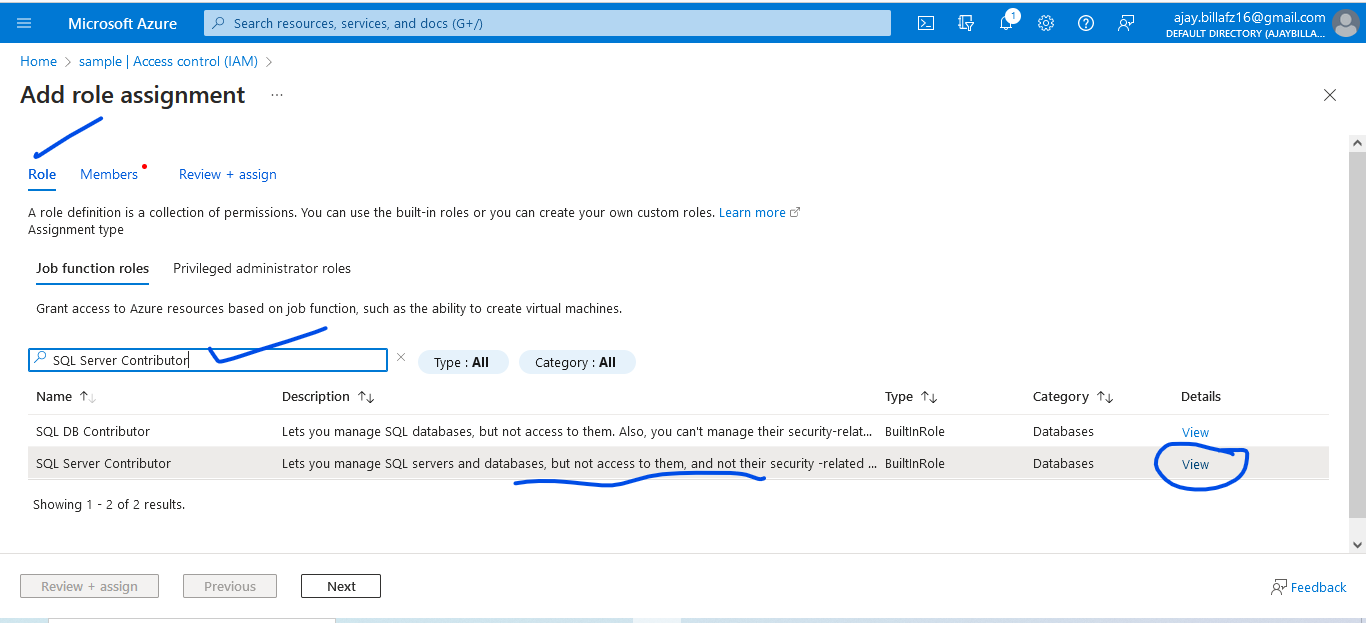 Microsoft Azure
Search resources, services, and docs (G+/)
1
ajay.billafz16@gmail.com
DEFAULT DIRECTORY (AJAYBILLA...
Home > sample | Access control (IAM) >
Add role assignment ...
Role Members Review + assign
A role definition is a collection of permissions. You can use the built-in roles or you can create your own custom roles. Learn more
Assignment type
Job function roles Privileged administrator roles
Grant access to Azure resources based on job function, such as the ability to create virtual machines.
SQL Server Contributor
Type : All Category : All
Name Description Type Category Details
SQL DB Contributor Lets you manage SQL databases, but not access to them. Also, you can't manage their security-relat... BuiltInRole Databases View
SQL Server Contributor Lets you manage SQL servers and databases, but not access to them, and not their security -related ... BuiltInRole Databases View
Showing 1 - 2 of 2 results.
Review + assign Previous Next
Feedback